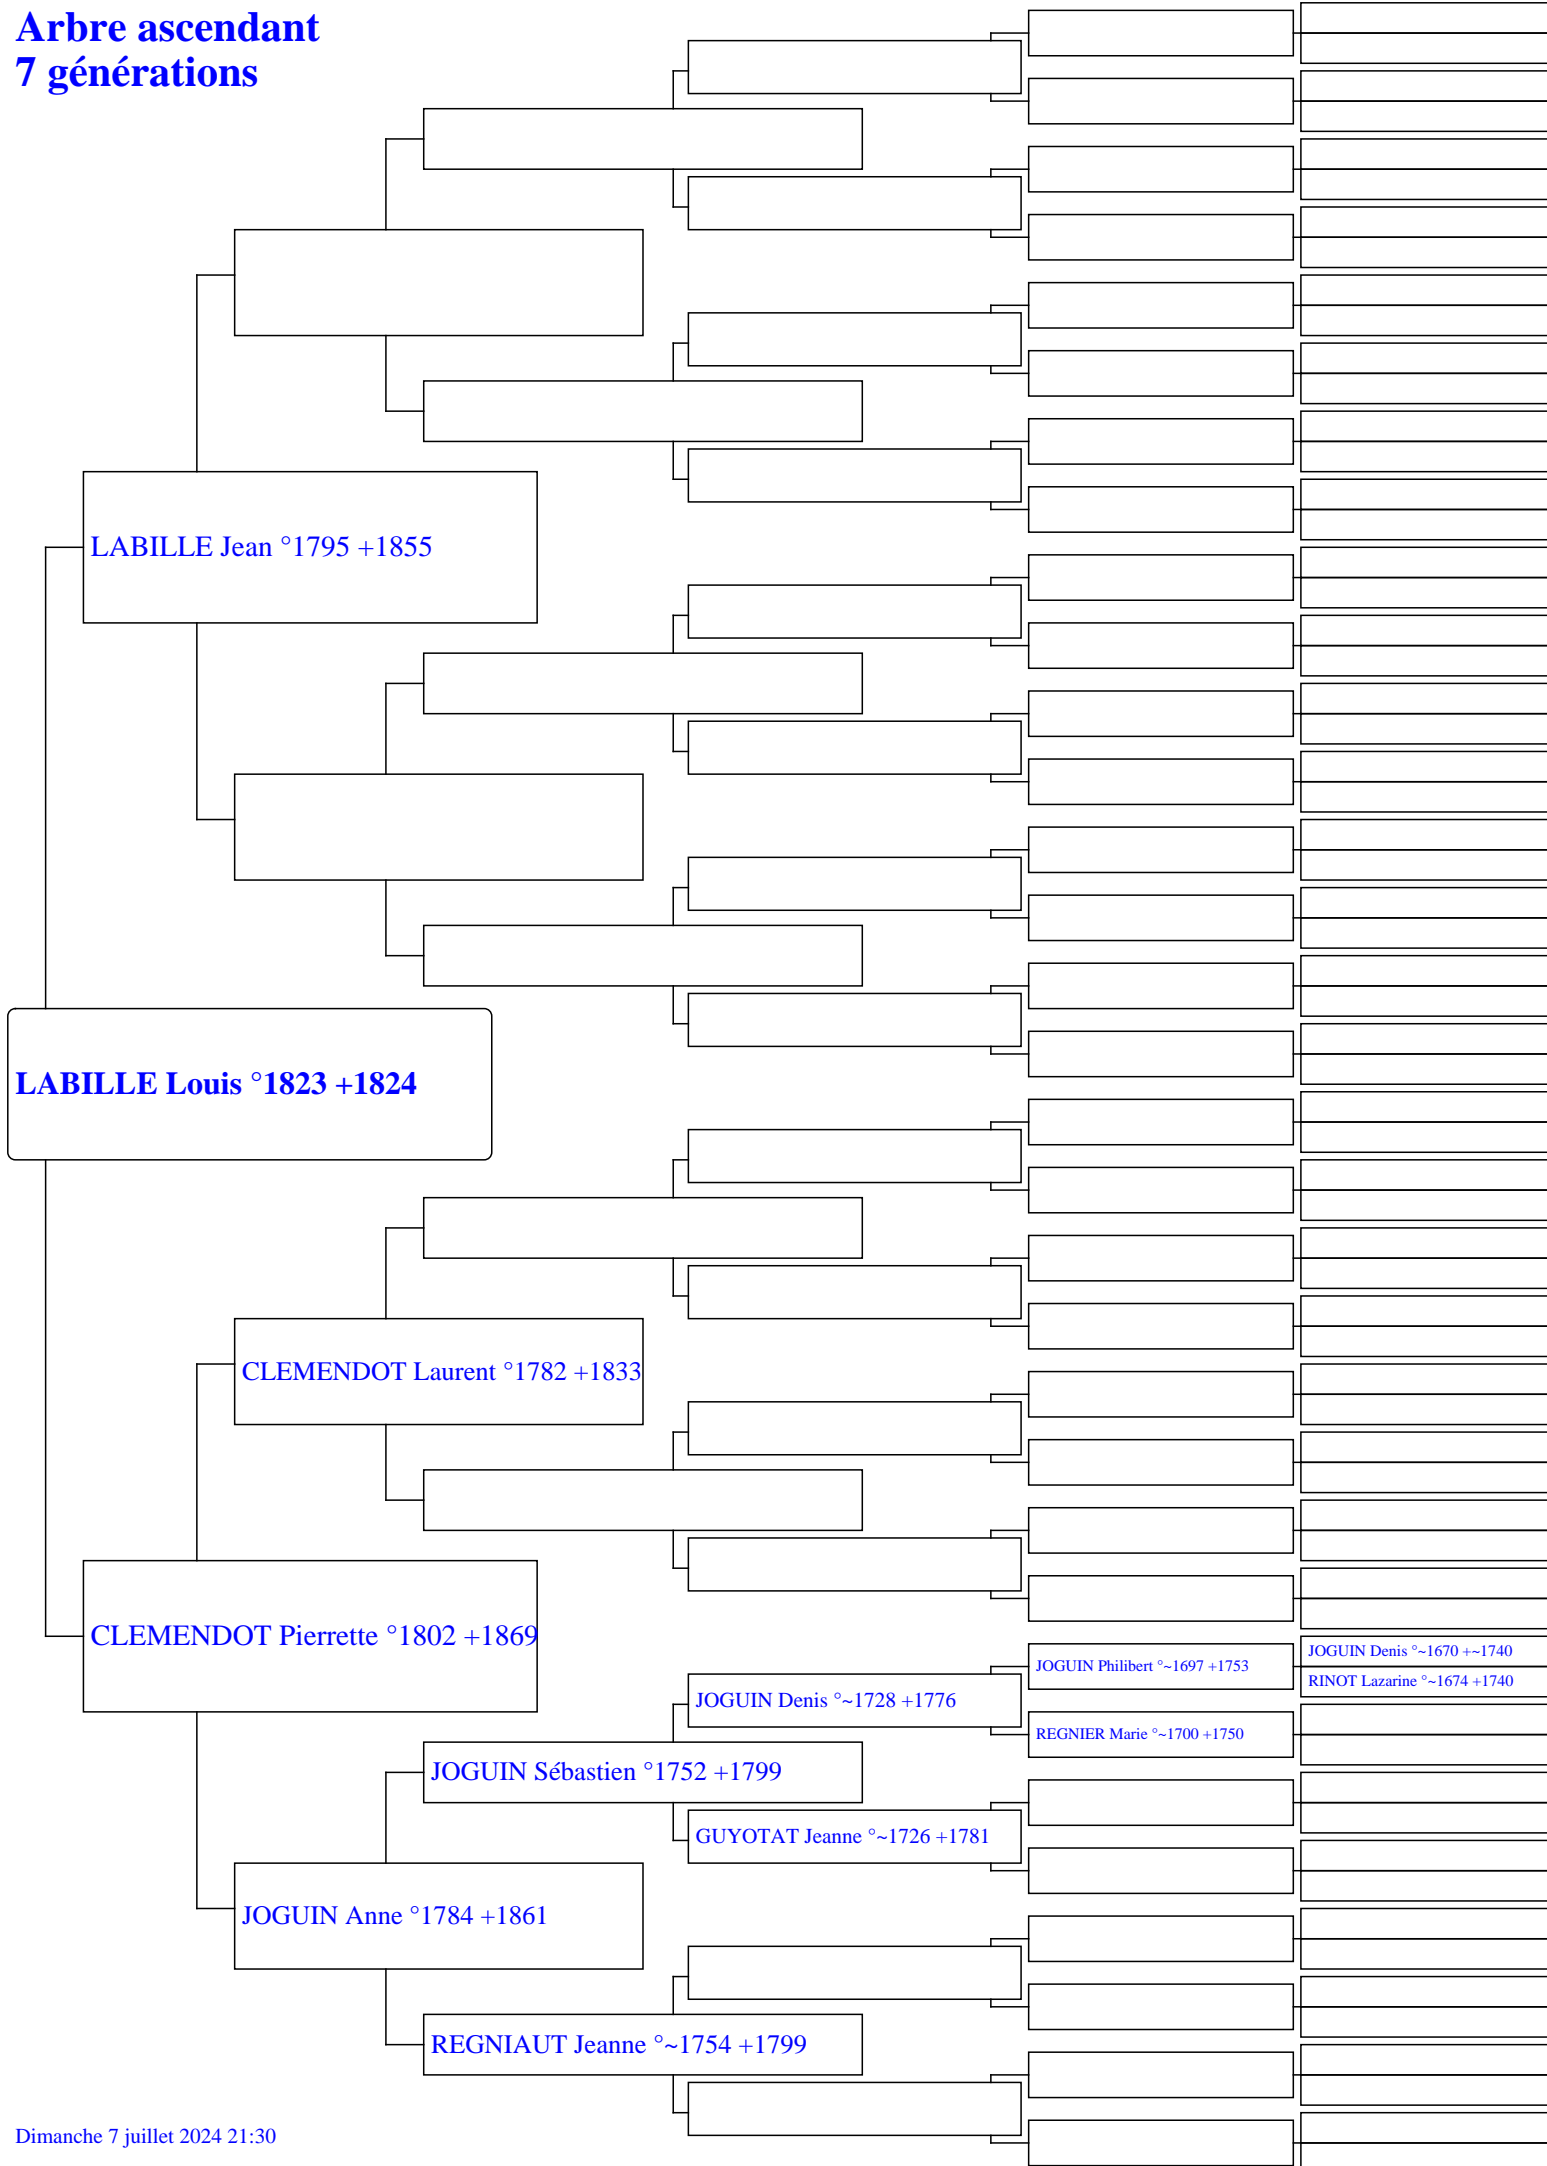 Arbre ascendant
7 générations
LABILLE Jean °1795 +1855
LABILLE Louis °1823 +1824
CLEMENDOT Laurent °1782 +1833
CLEMENDOT Pierrette °1802 +1869
JOGUIN Denis °~1670 +~1740
JOGUIN Philibert °~1697 +1753
RINOT Lazarine °~1674 +1740
JOGUIN Denis °~1728 +1776
REGNIER Marie °~1700 +1750
JOGUIN Sébastien °1752 +1799
GUYOTAT Jeanne °~1726 +1781
JOGUIN Anne °1784 +1861
REGNIAUT Jeanne °~1754 +1799
Dimanche 7 juillet 2024 21:30